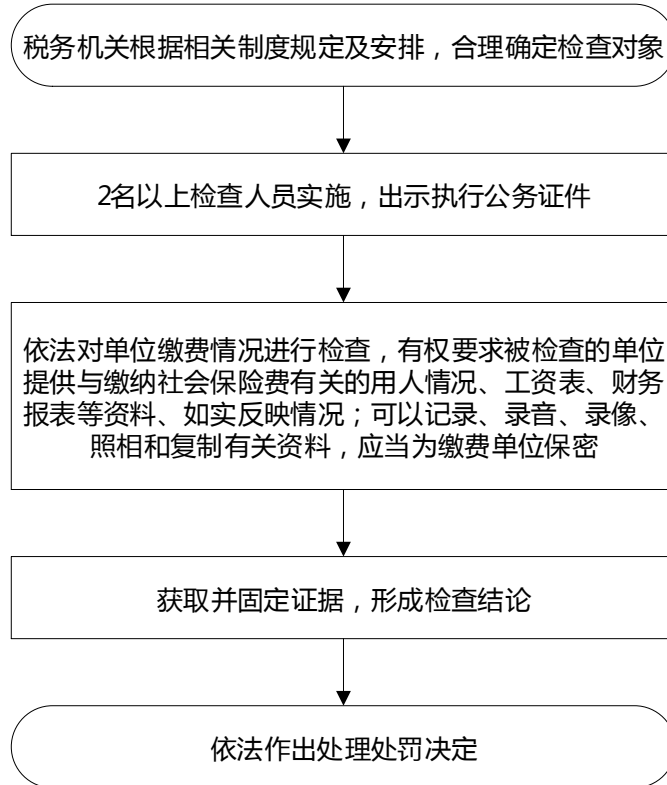 税务机关根据相关制度规定及安排，合理确定检查对象
2名以上检查人员实施，出示执行公务证件
依法对单位缴费情况进行检查，有权要求被检查的单位
提供与缴纳社会保险费有关的用人情况、工资表、财务
报表等资料、如实反映情况；可以记录、录音、录像、
照相和复制有关资料，应当为缴费单位保密
获取并固定证据，形成检查结论
依法作出处理处罚决定